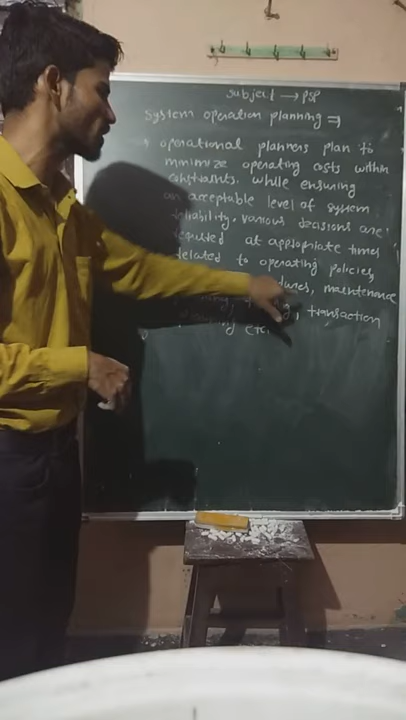 Subject → PSP
System operation planning ⇒
operational planners plan to
minimize operating costs within
constraints, while ensuring
an acceptable level of system
reliability, various decisions are
required at appropriate times
related to operating policies,
maintenance
transaction
etc.